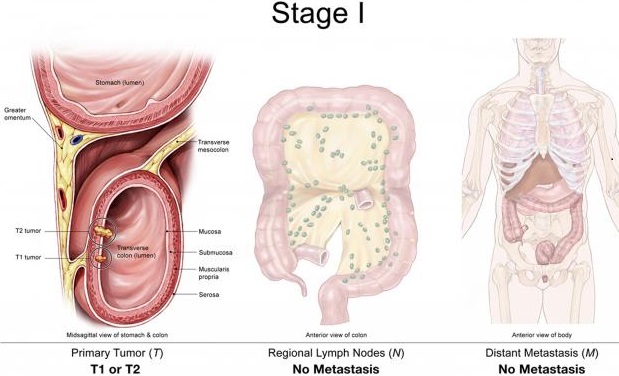 Stage I
Stomach (lumen)
Greater
omentum
Transverse
mesocolon
T2 tumor
T1 tumor
Transverse
colon (lumen)
Mucosa
Submucosa
Muscularis
propria
Serosa
Midsagittal view of stomach & colon
Anterior view of colon
Anterior view of body
Primary Tumor (T)
T1 or T2
Regional Lymph Nodes (N)
No Metastasis
Distant Metastasis (M)
No Metastasis